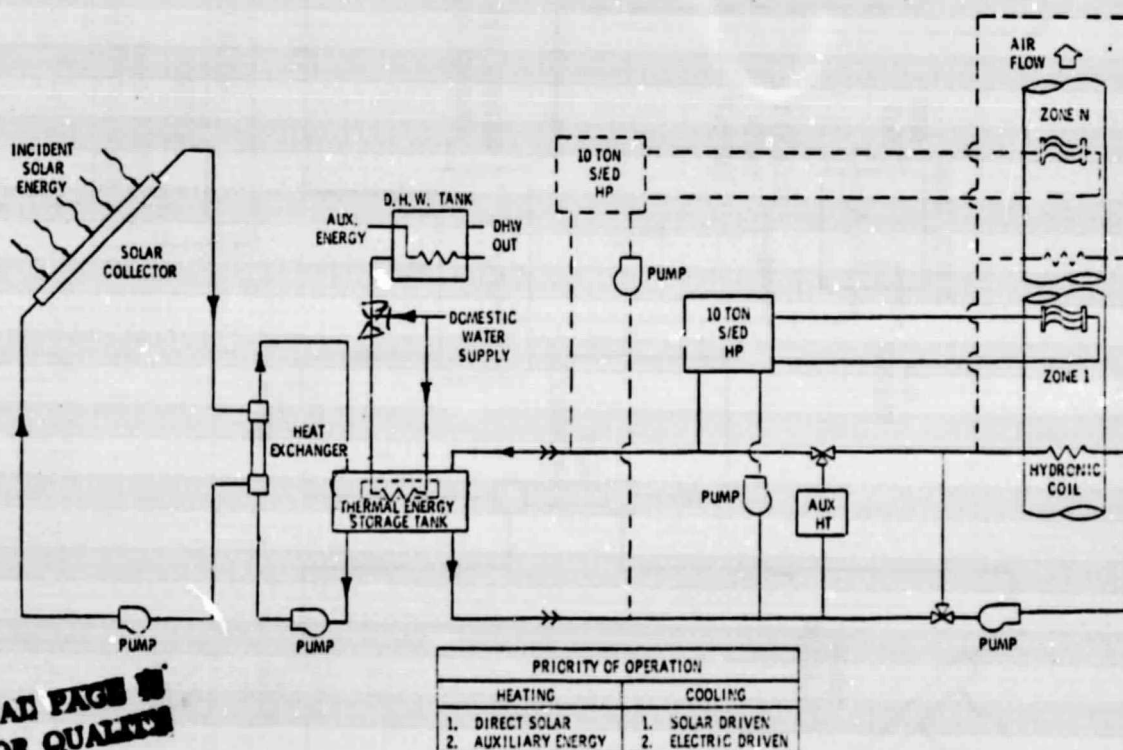 AIR
FLOW
ZONE N
INCIDENT
SOLAR
ENERGY
10 TON
S/ED
HP
D. H. W. TANK
AUX.
ENERGY
DHW
OUT
SOLAR
COLLECTOR
PUMP
10 TON
S/ED
HP
DOMESTIC
WATER
SUPPLY
ZONE 1
HEAT
EXCHANGER
HYDRONIC
COIL
PUMP
AUX
HT
THERMAL ENERGY
STORAGE TANK
PUMP
PUMP
PUMP
PRIORITY OF OPERATION
HEATING
COOLING
1. DIRECT SOLAR
1. SOLAR DRIVEN
2. AUXILIARY ENERGY
2. ELECTRIC DRIVEN
PAGE
QUALITY